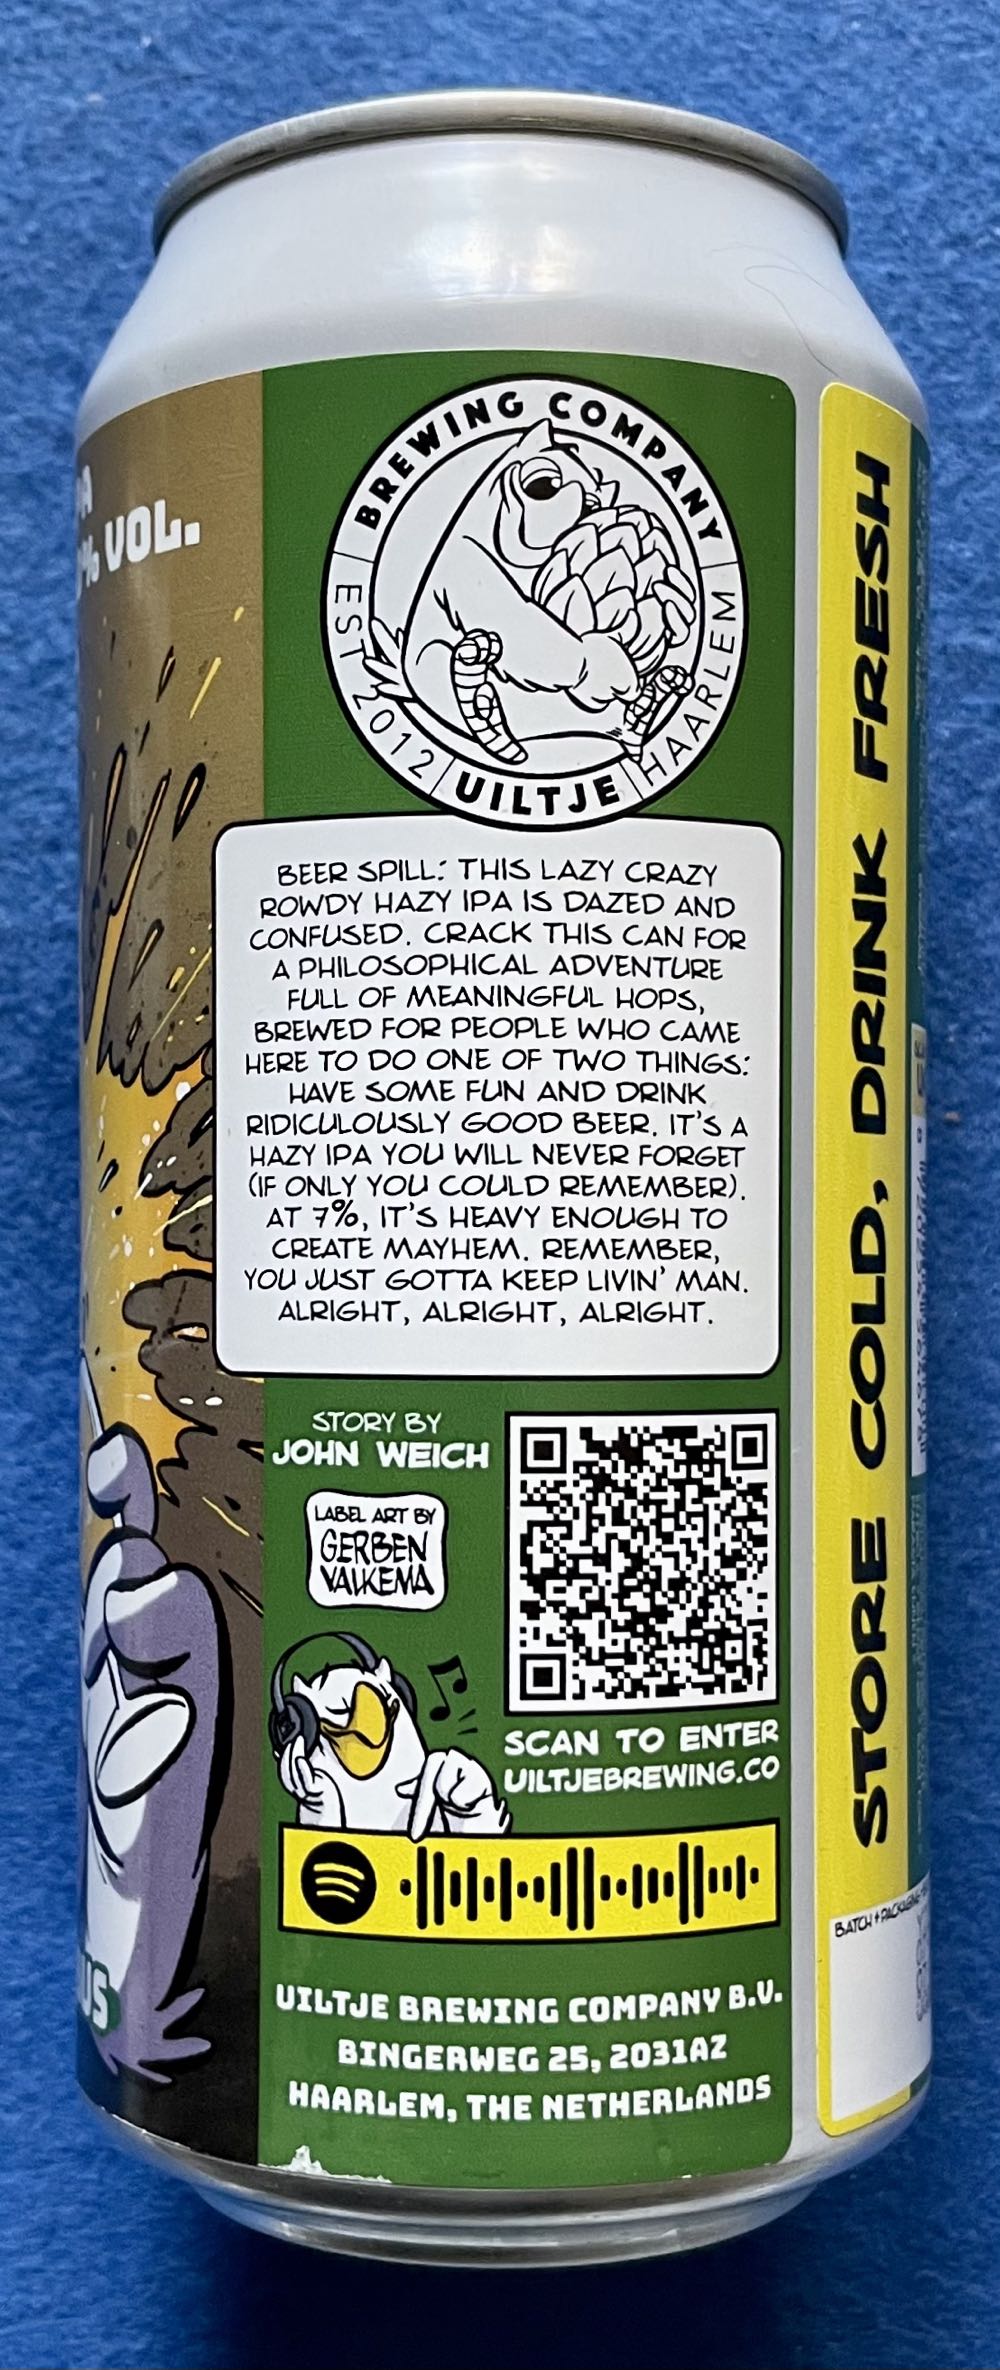 % VOL.
BREWING COMPANY
EST 2012
UILTJE
HAARLEM
BEER SPILL: THIS LAZY CRAZY
ROWDY HAZY IPA IS DAZED AND
CONFUSED. CRACK THIS CAN FOR
A PHILOSOPHICAL ADVENTURE
FULL OF MEANINGFUL HOPS,
BREWED FOR PEOPLE WHO CAME
HERE TO DO ONE OF TWO THINGS:
HAVE SOME FUN AND DRINK
RIDICULOUSLY GOOD BEER. IT'S A
HAZY IPA YOU WILL NEVER FORGET
(IF ONLY YOU COULD REMEMBER).
AT 7%, IT'S HEAVY ENOUGH TO
CREATE MAYHEM. REMEMBER,
YOU JUST GOTTA KEEP LIVIN' MAN.
ALRIGHT, ALRIGHT, ALRIGHT.
STORY BY
JOHN WEICH
LABEL ART BY
GERBEN
VALKEMA
SCAN TO ENTER
UILTJEBREWING.CO
UILTJE BREWING COMPANY B.V.
BINGERWEG 25, 2031AZ
HAARLEM, THE NETHERLANDS
STORE COLD, DRINK FRESH
BATCH + PACKAGING
US